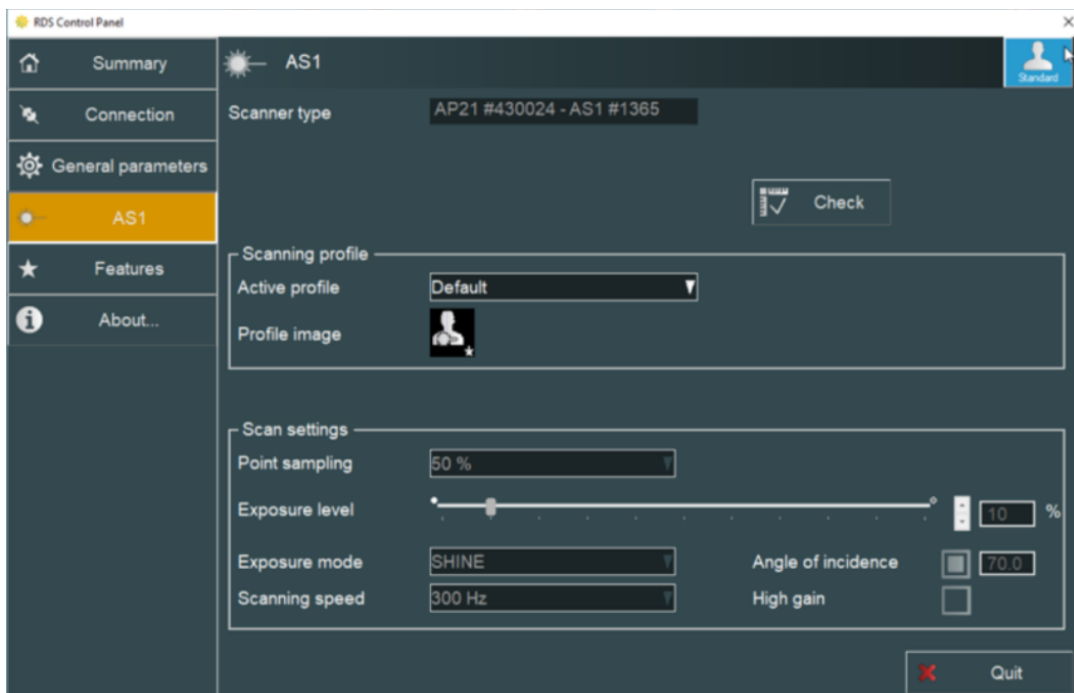 RDS Control Panel
Summary
AS1
Standard
Connection
Scanner type
AP21 #430024 - AS1 #1365
General parameters
AS1
Check
Features
Scanning profile
Active profile
Default
About...
Profile image
Scan settings
Point sampling
50 %
Exposure level
10 %
Exposure mode
SHINE
Angle of incidence
70.0
Scanning speed
300 Hz
High gain
Quit